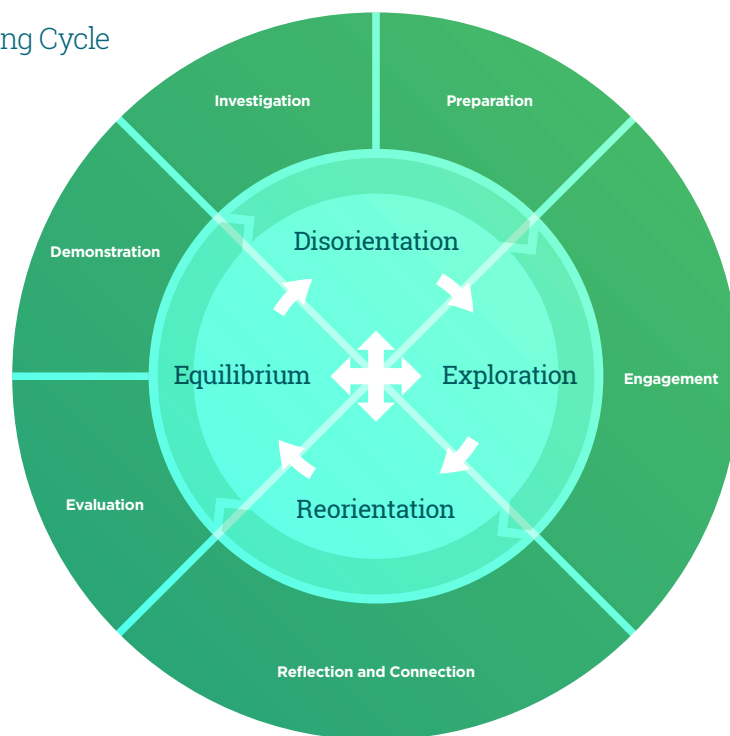 ng Cycle
Investigation
Preparation
Disorientation
Demonstration
Equilibrium
Exploration
Engagement
Evaluation
Reorientation
Reflection and Connection